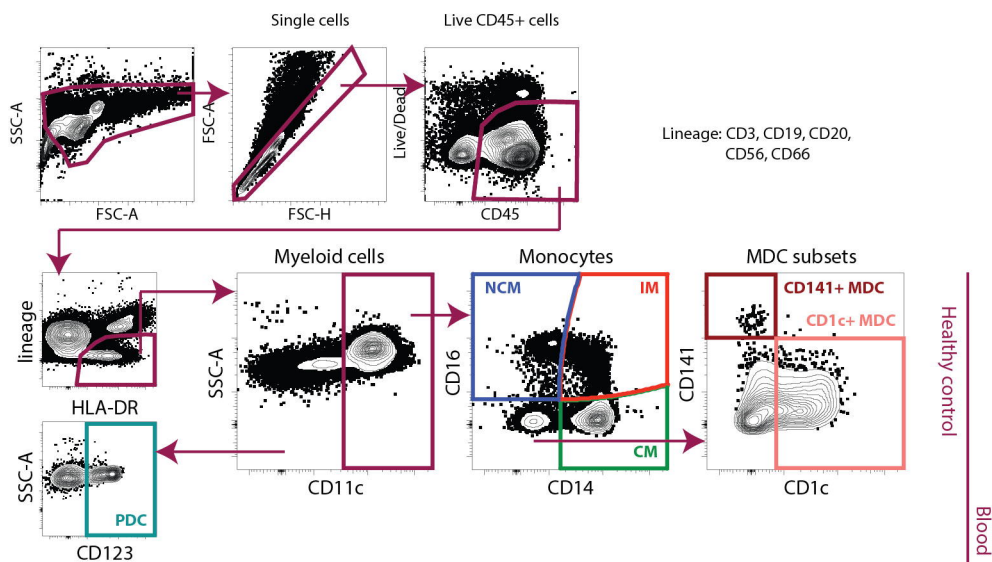 Single cells
Live CD45+ cells
SSC-A
FSC-A
FSC-A
FSC-H
Live/Dead
CD45
Lineage: CD3, CD19, CD20,
CD56, CD66
lineage
HLA-DR
Myeloid cells
SSC-A
CD11c
Monocytes
NCM
IM
CM
CD16
CD14
MDC subsets
CD141+ MDC
CD1c+ MDC
CD141
CD1c
SSC-A
PDC
CD123
Healthy control
Blood